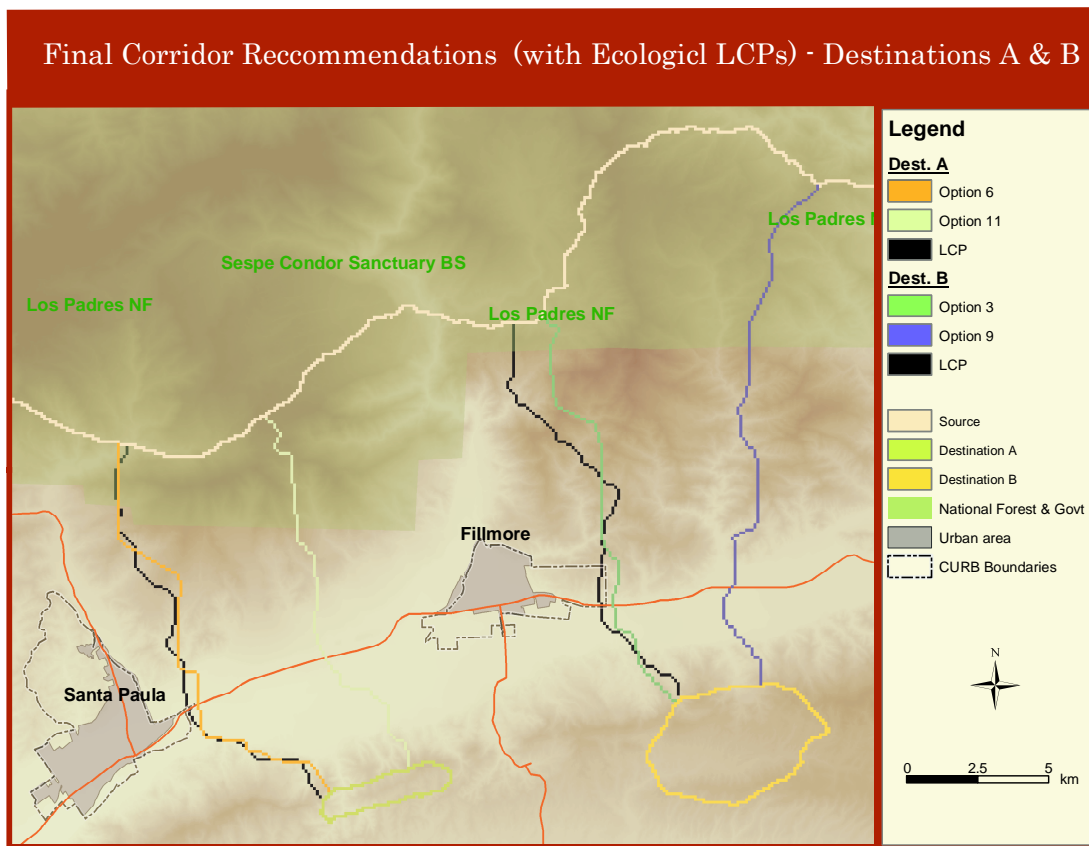 Final Corridor Reccommendations (with Ecologicl LCPs) - Destinations A & B
Los Padres N
Sespe Condor Sanctuary BS
Los Padres NF
Los Padres NF
Fillmore
Santa Paula
Legend
Dest. A
Option 6
Option 11
LCP
Dest. B
Option 3
Option 9
LCP
Source
Destination A
Destination B
National Forest & Govt
Urban area
CURB Boundaries
N
0 2.5 5
km